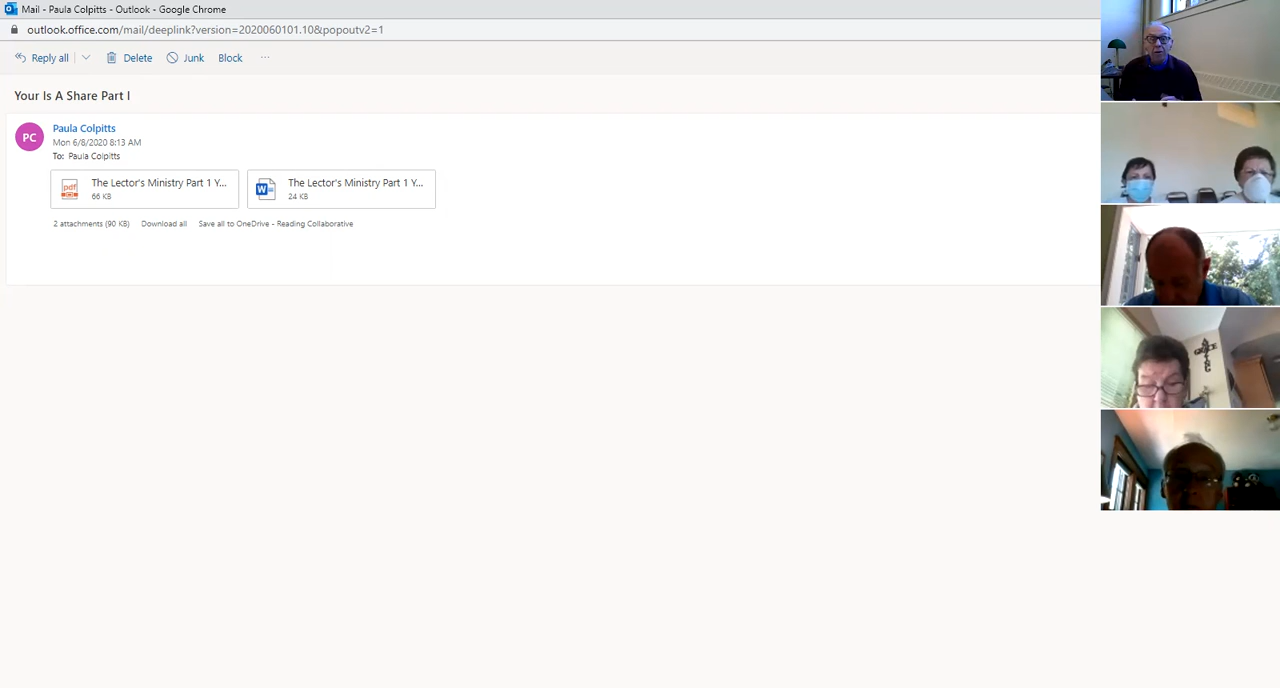 Mail - Paula Colpitts - Outlook - Google Chrome
outlook.office.com/mail/deeplink?version=2020060101.10&popoutv2=1
Reply all Delete Junk Block ...
Your Is A Share Part I
PC
Paula Colpitts
Mon 6/8/2020 8:13 AM
To: Paula Colpitts
pdf The Lector's Ministry Part 1 Y... 66 KB
W The Lector's Ministry Part 1 Y... 24 KB
2 attachments (90 KB) Download all Save all to OneDrive - Reading Collaborative